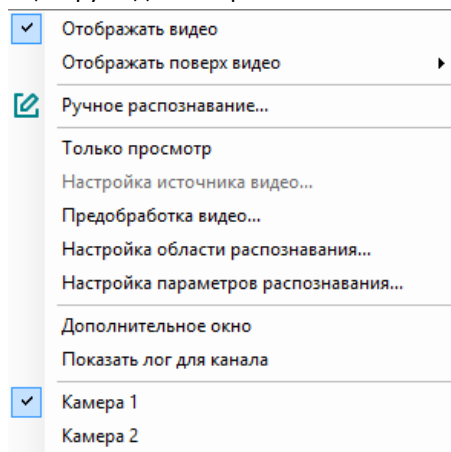 Отображать видео
Отображать поверх видео
Ручное распознавание...
Только просмотр
Настройка источника видео...
Предобработка видео...
Настройка области распознавания...
Настройка параметров распознавания...
Дополнительное окно
Показать лог для канала
Камера 1
Камера 2